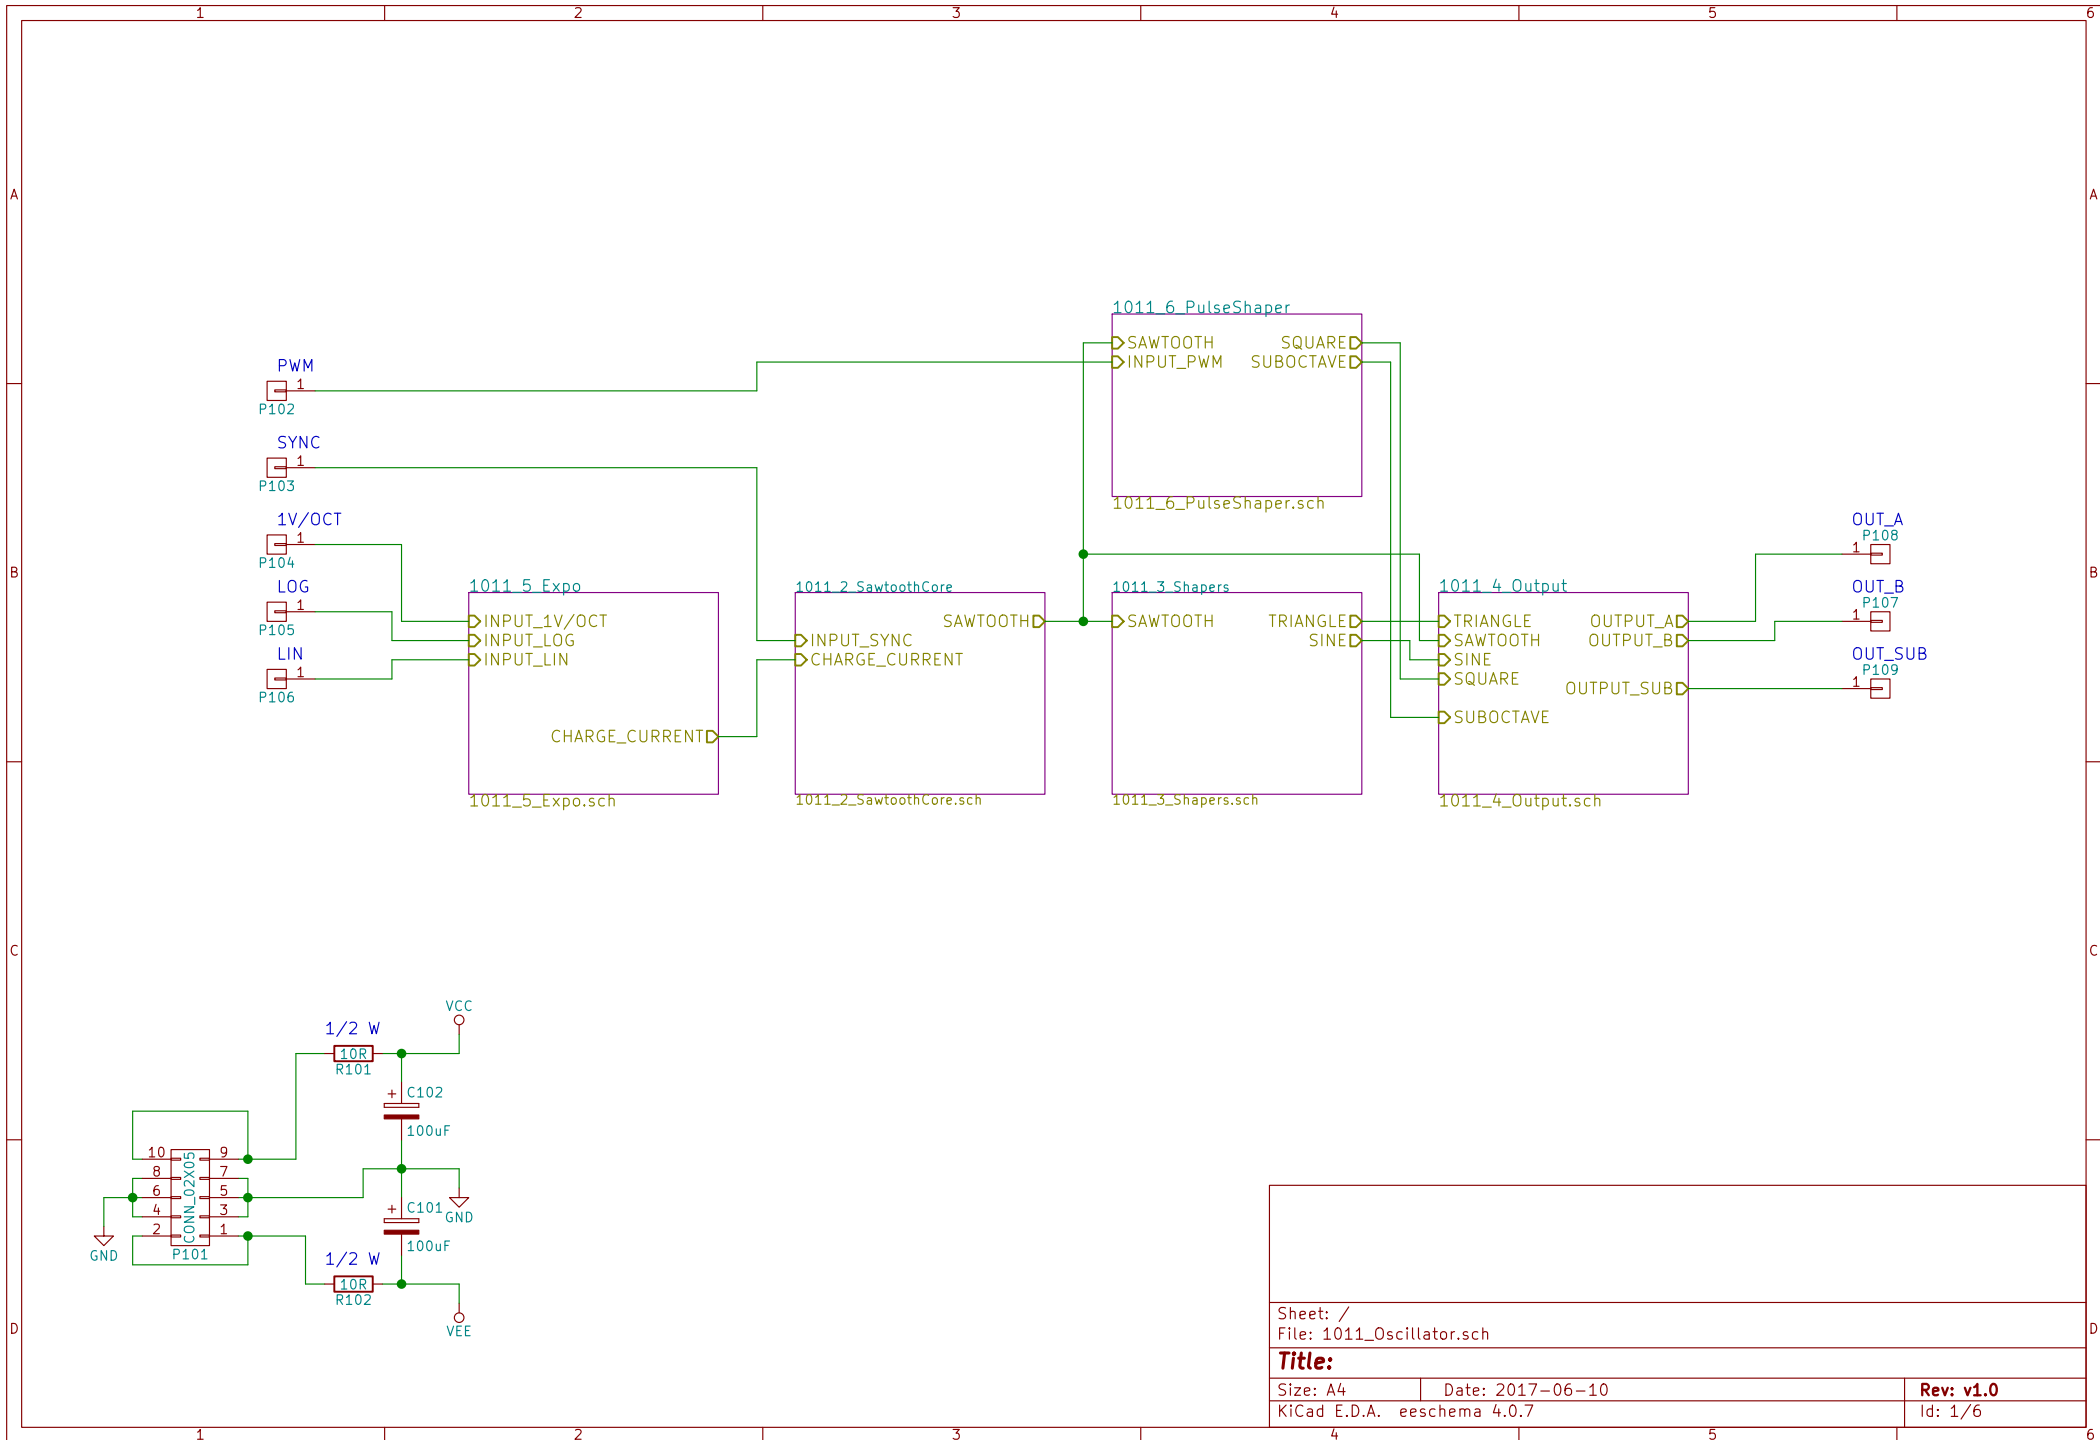 1 2 3 4 5 6
A A
B B
C C
D D
1011_6_PulseShaper
SAWTOOTH SQUARE
INPUT_PWM SUBOCTAVE
1011_6_PulseShaper.sch
PWM
1
P102
SYNC
1
P103
1V/OCT
1
P104
LOG
1
P105
LIN
1
P106
1011_5_Expo
INPUT_1V/OCT
INPUT_LOG
INPUT_LIN
CHARGE_CURRENT
1011_5_Expo.sch
1011_2_SawtoothCore
SAWTOOTH
INPUT_SYNC
CHARGE_CURRENT
1011_2_SawtoothCore.sch
1011_3_Shapers
SAWTOOTH TRIANGLE
SINE
1011_3_Shapers.sch
1011_4_Output
TRIANGLE OUTPUT_A
SAWTOOTH OUTPUT_B
SINE
SQUARE
OUTPUT_SUB
SUBOCTAVE
1011_4_Output.sch
OUT_A
P108
1
OUT_B
P107
1
OUT_SUB
P109
1
VCC
1/2 W
10R
R101
+ C102
100uF
10 9
8 7
6 5
4 3
2 1
CONN_02X05
P101
GND
+ C101
GND
100uF
1/2 W
10R
R102
VEE
Sheet: /
File: 1011_Oscillator.sch
Title:
Size: A4 Date: 2017-06-10 Rev: v1.0
KiCad E.D.A. eeschema 4.0.7 Id: 1/6
1 2 3 4 5 6